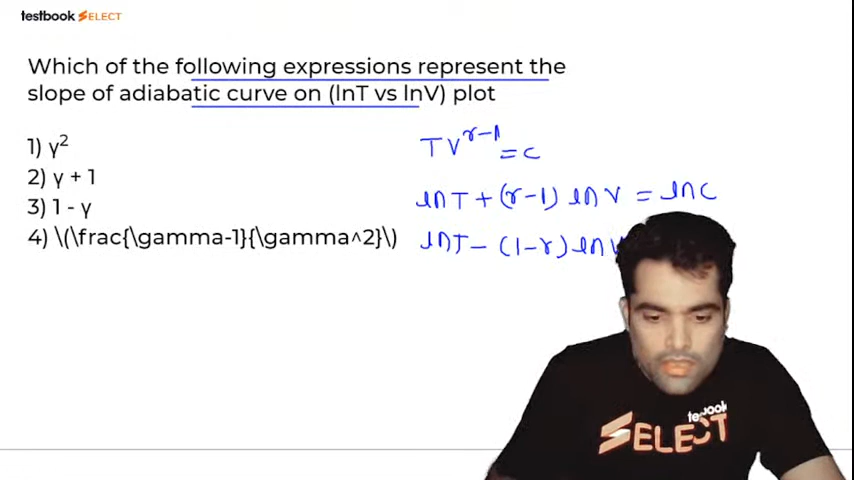 testbook SELECT
Which of the following expressions represent the
slope of adiabatic curve on (lnT vs lnV) plot
1) γ²
2) γ + 1
3) 1 - γ
4) \(\frac{\gamma-1}{\gamma^2}\)
TV^(r-1) = C
lnT + (r-1) lnV = lnC
lnT - (1-r) lnV
testbook
SELECT